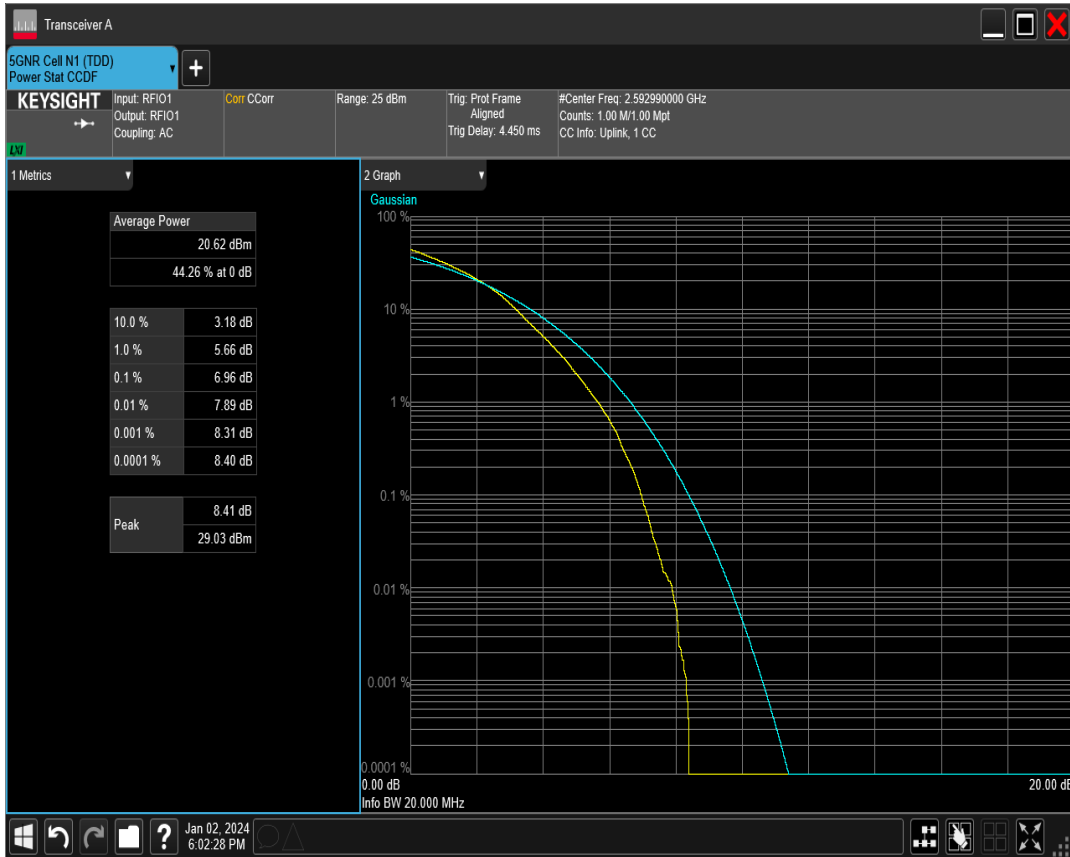 Transceiver A
5GNR Cell N1 (TDD)
Power Stat CCDF
KEYSIGHT
Input: RFIO1
Output: RFIO1
Coupling: AC
Corr CCorr
Range: 25 dBm
Trig: Prot Frame
Aligned
Trig Delay: 4.450 ms
#Center Freq: 2.592990000 GHz
Counts: 1.00 M/1.00 Mpt
CC Info: Uplink, 1 CC
LXI
1 Metrics
Average Power
20.62 dBm
44.26 % at 0 dB
10.0 % 3.18 dB
1.0 % 5.66 dB
0.1 % 6.96 dB
0.01 % 7.89 dB
0.001 % 8.31 dB
0.0001 % 8.40 dB
Peak 8.41 dB
29.03 dBm
2 Graph
Gaussian
100 %
10 %
1 %
0.1 %
0.01 %
0.001 %
0.0001 %
0.00 dB 20.00 dB
Info BW 20.000 MHz
? Jan 02, 2024
6:02:28 PM